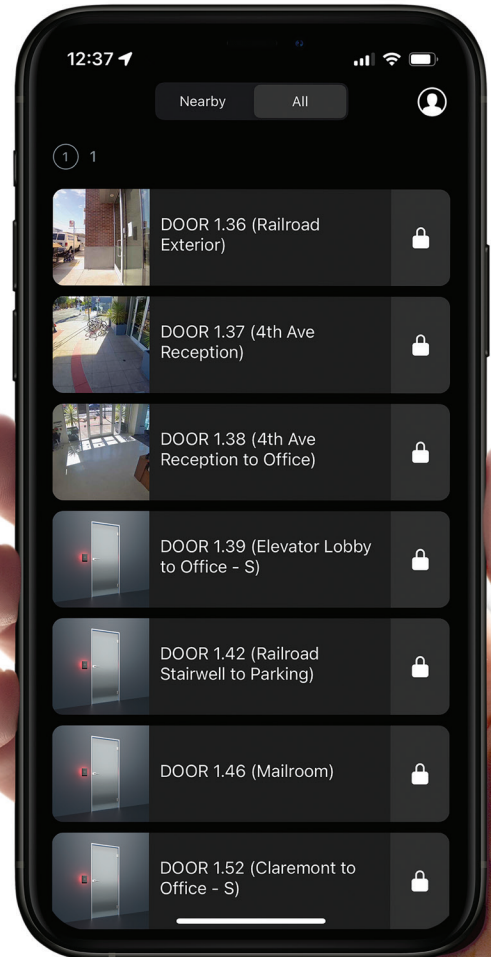 12:37
Nearby
All
1 1
DOOR 1.36 (Railroad
Exterior)
DOOR 1.37 (4th Ave
Reception)
DOOR 1.38 (4th Ave
Reception to Office)
DOOR 1.39 (Elevator Lobby
to Office - S)
DOOR 1.42 (Railroad
Stairwell to Parking)
DOOR 1.46 (Mailroom)
DOOR 1.52 (Claremont to
Office - S)